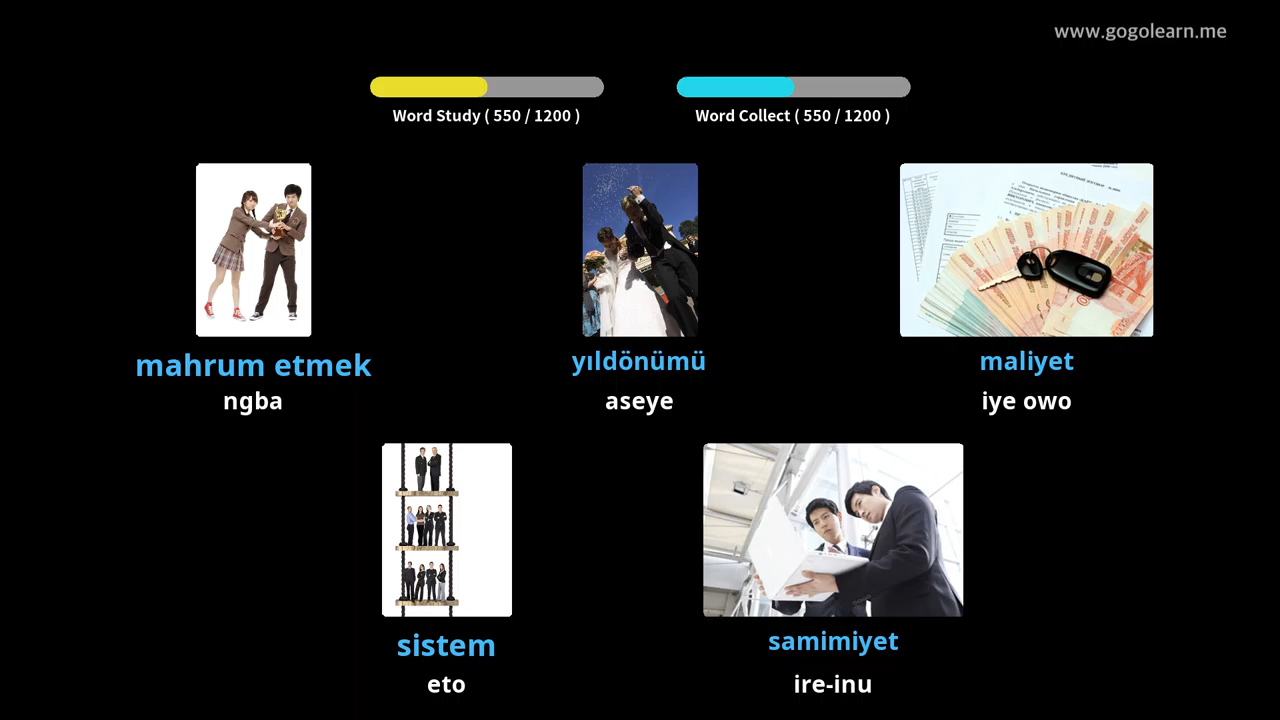 www.gogolearn.me
Word Study ( 550 / 1200 )
Word Collect ( 550 / 1200 )
mahrum etmek
ngba
yıldönümü
aseye
maliyet
iye owo
sistem
eto
samimiyet
ire-inu